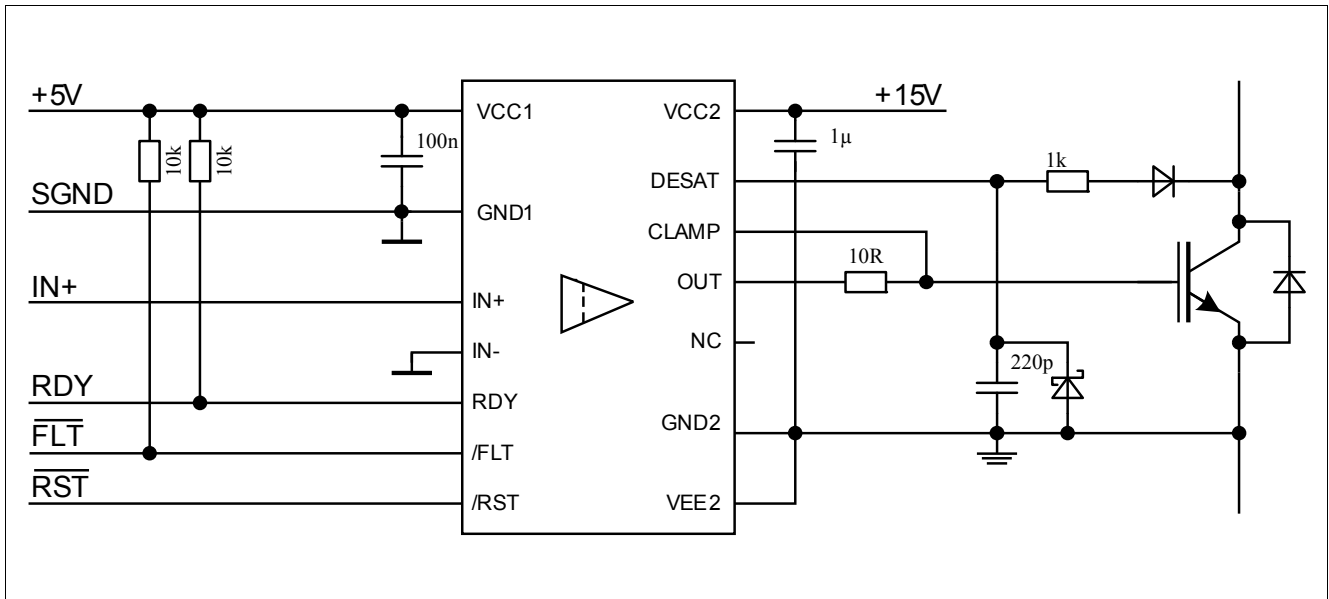 +5V
SGND
IN+
RDY
FLT
RST
10k
10k
100n
VCC1
GND1
IN+
IN-
RDY
/FLT
/RST
VCC2
DESAT
CLAMP
OUT
NC
GND2
VEE2
+15V
1µ
1k
10R
220p